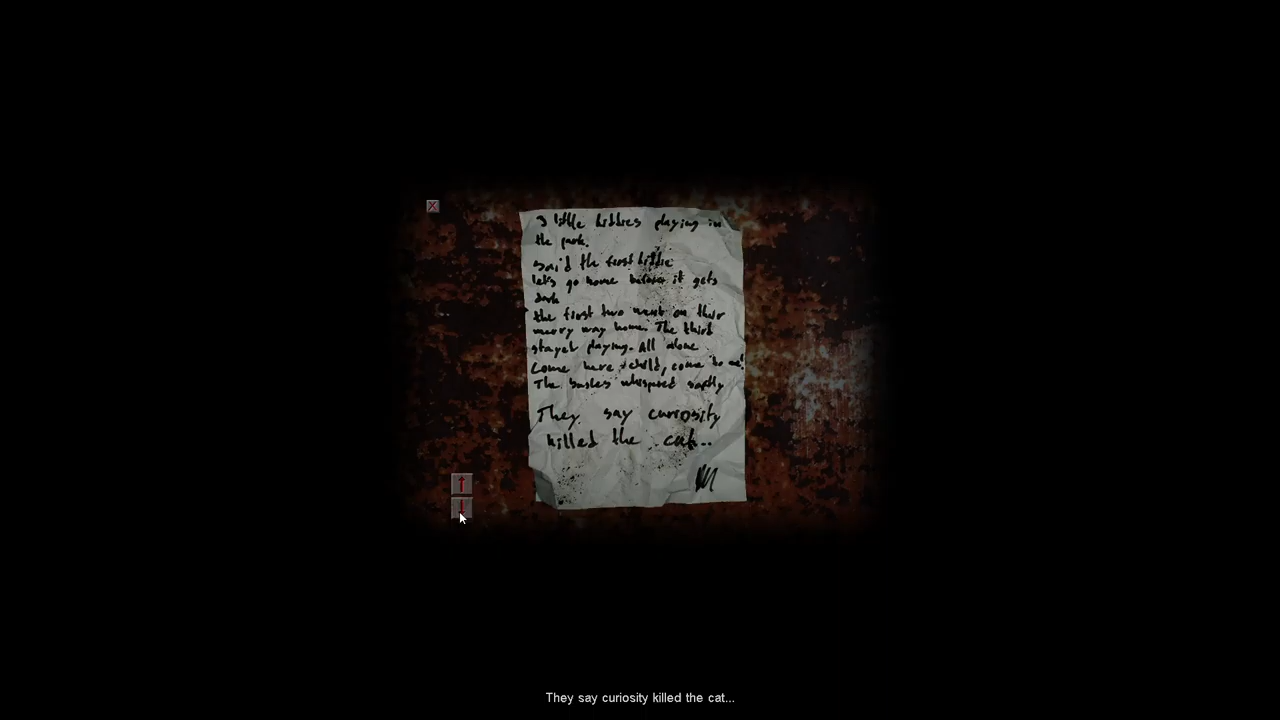 X
3 little kiddies playing in
the park.
said the first kiddie
let's go home before it gets
dark
the first two went on their
merry way home. The third
stayed playing. All alone
Come here child, come to me!
The bushes whispered softly
They say curiosity
killed the cat...
They say curiosity killed the cat...